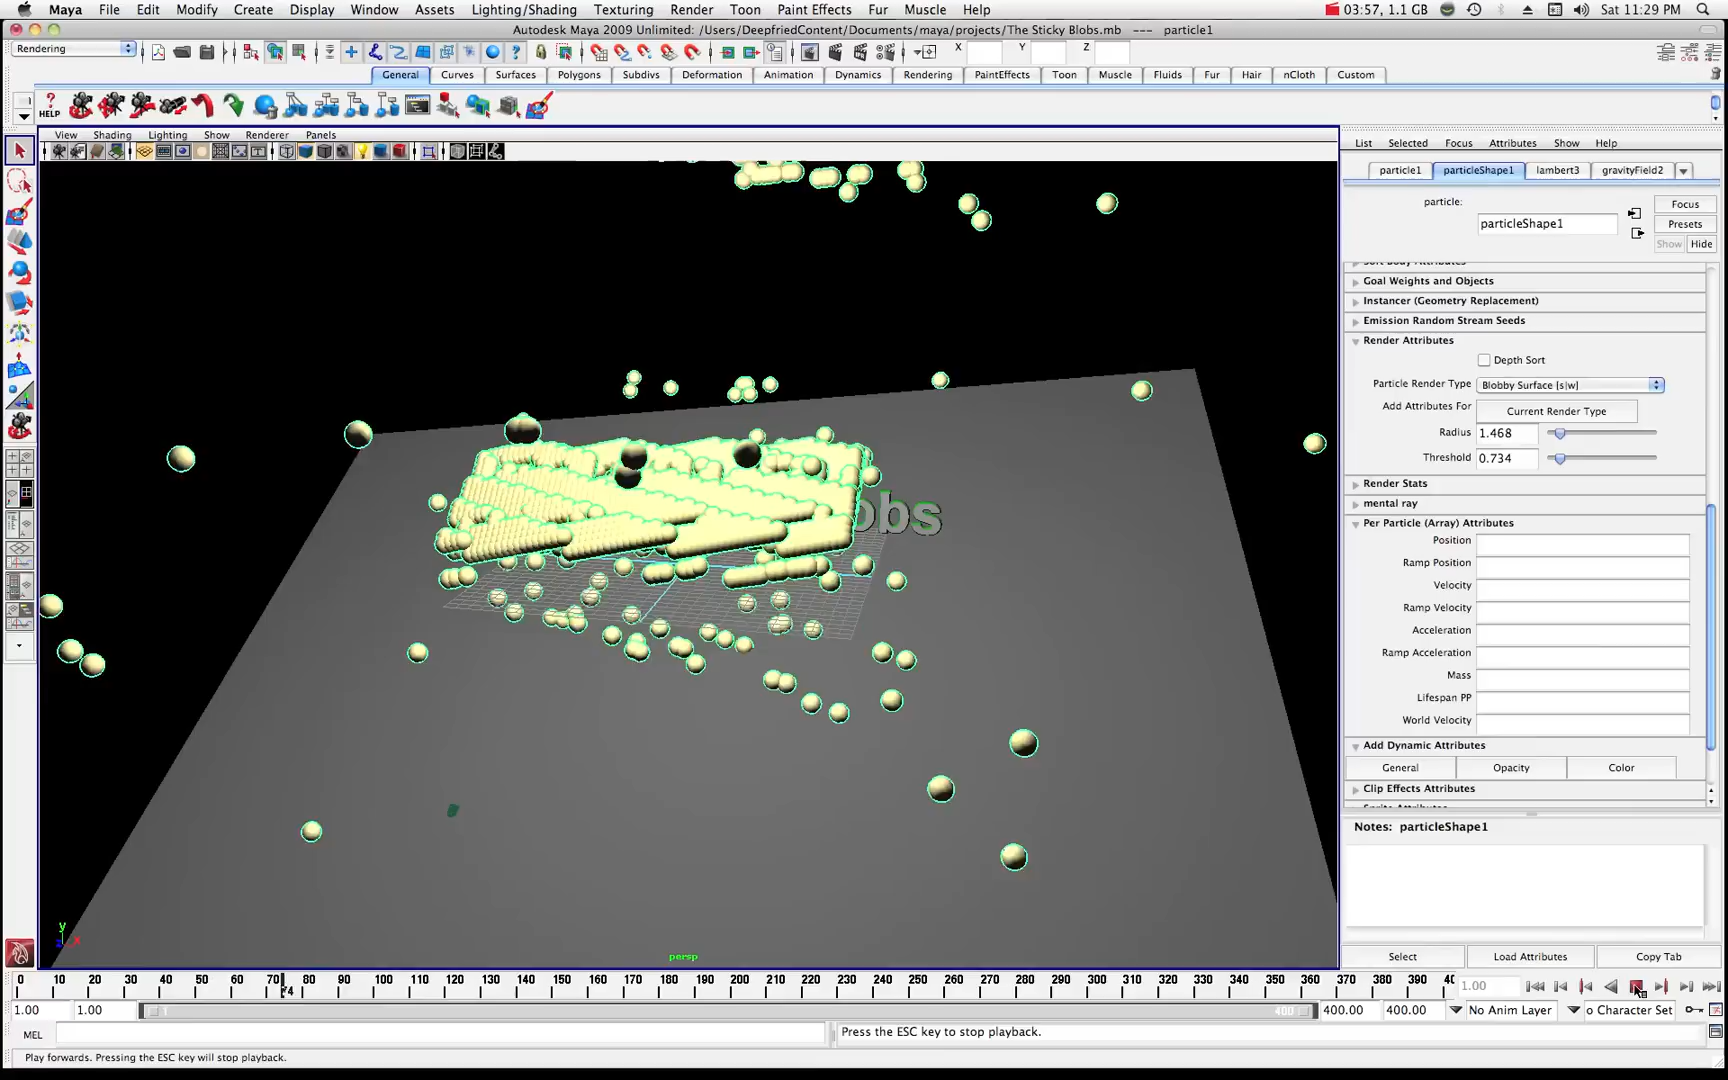 Maya File Edit Modify Create Display Window Assets Lighting/Shading Texturing Render Toon Paint Effects Fur Muscle Help 03:57, 1.1 GB Sat 11:29 PM
Autodesk Maya 2009 Unlimited: /Users/DeepfriedContent/Documents/maya/projects/The Sticky Blobs.mb --- particle1
Rendering X Y Z
General Curves Surfaces Polygons Subdivs Deformation Animation Dynamics Rendering PaintEffects Toon Muscle Fluids Fur Hair nCloth Custom
? HELP
View Shading Lighting Show Renderer Panels
List Selected Focus Attributes Show Help
particle1 particleShape1 lambert3 gravityField2
particle: particleShape1
Focus
Presets
Show Hide
Goal Weights and Objects
Instancer (Geometry Replacement)
Emission Random Stream Seeds
Render Attributes
Depth Sort
Particle Render Type Blobby Surface [s|w]
Add Attributes For Current Render Type
Radius 1.468
Threshold 0.734
Render Stats
mental ray
Per Particle (Array) Attributes
Position
Ramp Position
Velocity
Ramp Velocity
Acceleration
Ramp Acceleration
Mass
Lifespan PP
World Velocity
Add Dynamic Attributes
General Opacity Color
Clip Effects Attributes
Notes: particleShape1
Select Load Attributes Copy Tab
obs
y
x
persp
0 10 20 30 40 50 60 70 80 90 100 110 120 130 140 150 160 170 180 190 200 210 220 230 240 250 260 270 280 290 300 310 320 330 340 350 360 370 380 390 40 1.00
74
1.00 1.00 1 400 400.00 400.00 No Anim Layer o Character Set
MEL Press the ESC key to stop playback.
Play forwards. Pressing the ESC key will stop playback.